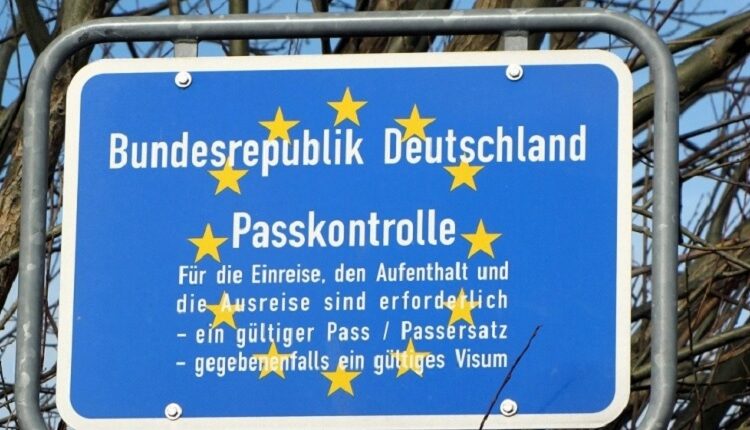 Bundesrepublik Deutschland
Passkontrolle
Für die Einreise, den Aufenthalt und
die Ausreise sind erforderlich
– ein gültiger Pass / Passersatz
– gegebenenfalls ein gültiges Visum